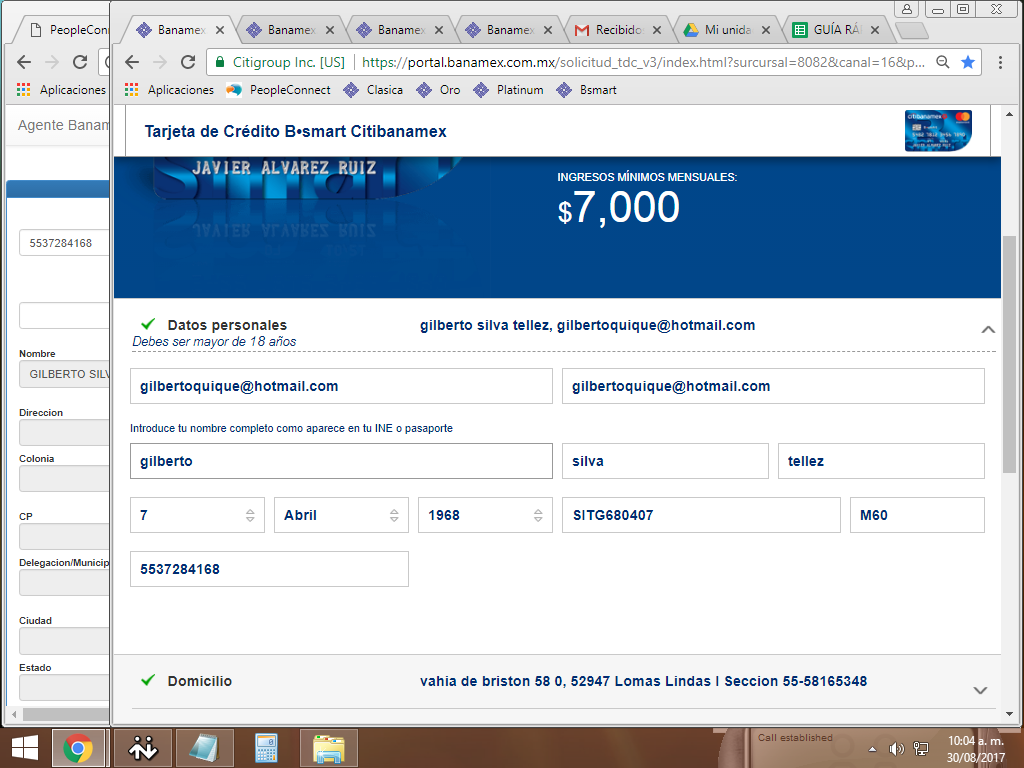 PeopleConn
Banamex
Banamex
Banamex
Banamex
Recibido
Mi unida
GUÍA RÁ
Citigroup Inc. [US]
https://portal.banamex.com.mx/solicitud_tdc_v3/index.html?sursucal=8082&canal=16&p...
Aplicaciones
Aplicaciones
PeopleConnect
Clasica
Oro
Platinum
Bsmart
Agente Banam
Tarjeta de Crédito B•smart Citibanamex
JAVIER ALVAREZ RUIZ
INGRESOS MÍNIMOS MENSUALES:
$7,000
5537284168
Datos personales
gilberto silva tellez, gilbertoquique@hotmail.com
Debes ser mayor de 18 años
Nombre
GILBERTO SILV
gilbertoquique@hotmail.com
gilbertoquique@hotmail.com
Introduce tu nombre completo como aparece en tu INE o pasaporte
Direccion
gilberto
silva
tellez
Colonia
7
Abril
1968
SITG680407
M60
CP
5537284168
Delegacion/Municip
Ciudad
Estado
Domicilio
vahia de briston 58 0, 52947 Lomas Lindas I Seccion 55-58165348
Call established
10:04 a. m.
30/08/2017